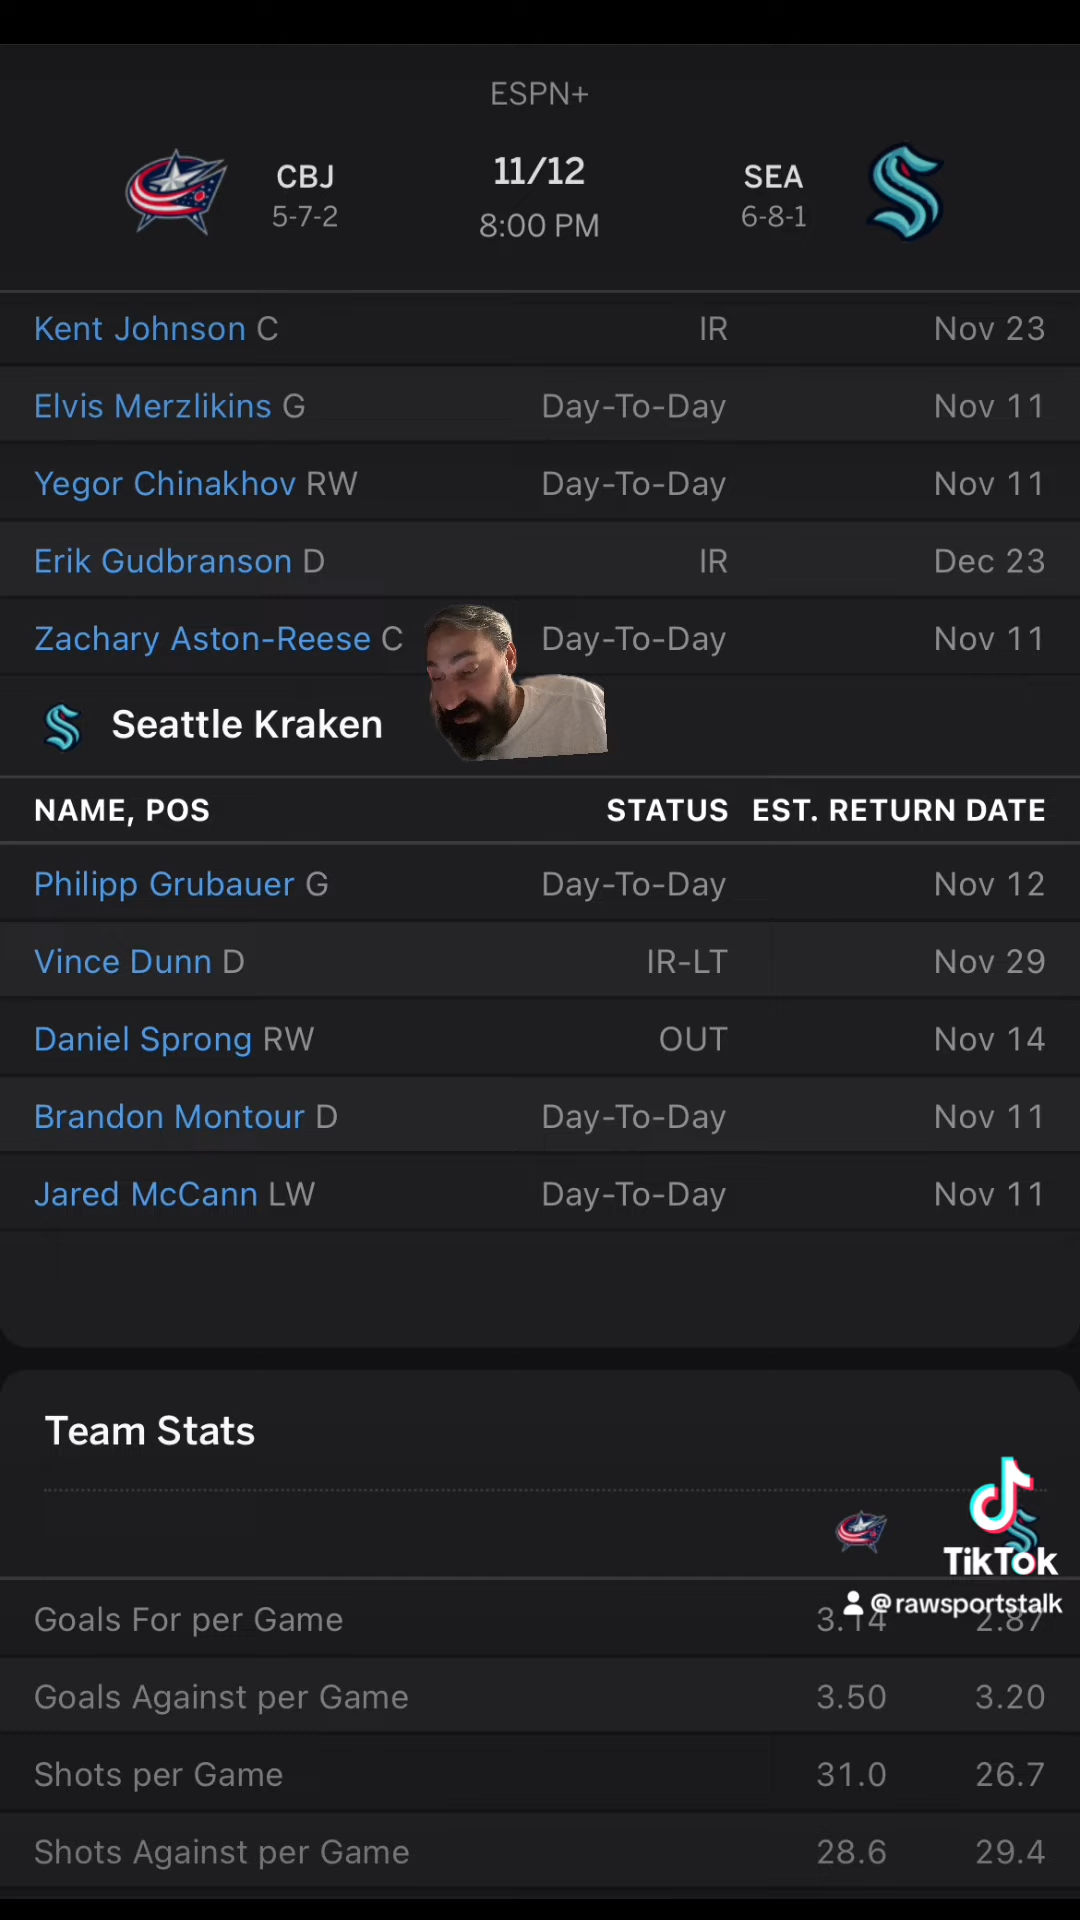 ESPN+
CBJ 11/12 SEA
5-7-2 8:00 PM 6-8-1
Kent Johnson C IR Nov 23
Elvis Merzlikins G Day-To-Day Nov 11
Yegor Chinakhov RW Day-To-Day Nov 11
Erik Gudbranson D IR Dec 23
Zachary Aston-Reese C Day-To-Day Nov 11
Seattle Kraken
NAME, POS STATUS EST. RETURN DATE
Philipp Grubauer G Day-To-Day Nov 12
Vince Dunn D IR-LT Nov 29
Daniel Sprong RW OUT Nov 14
Brandon Montour D Day-To-Day Nov 11
Jared McCann LW Day-To-Day Nov 11
Team Stats
TikTok
@rawsportstalk
Goals For per Game 3.14 2.87
Goals Against per Game 3.50 3.20
Shots per Game 31.0 26.7
Shots Against per Game 28.6 29.4